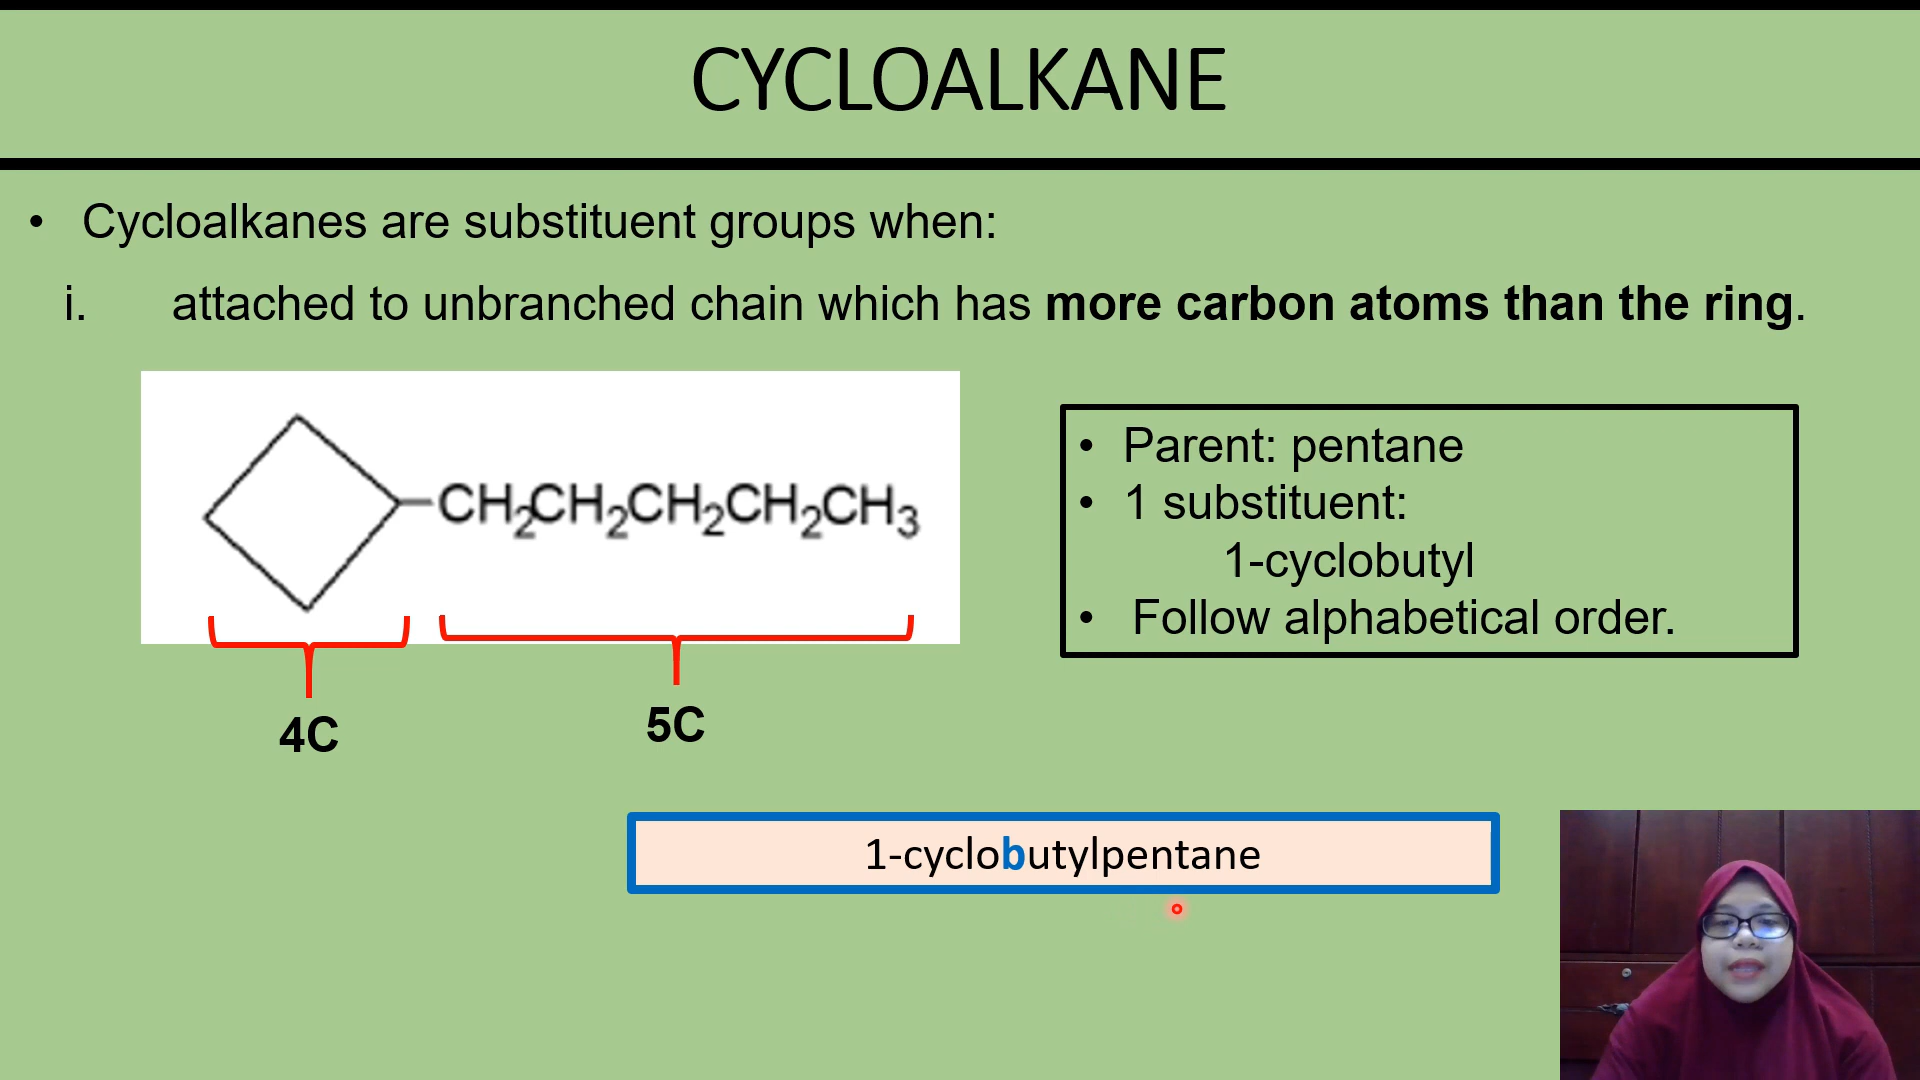 CYCLOALKANE
• Cycloalkanes are substituent groups when:
i. attached to unbranched chain which has more carbon atoms than the ring.
CH2CH2CH2CH2CH3
4C
5C
• Parent: pentane
• 1 substituent:
1-cyclobutyl
• Follow alphabetical order.
1-cyclobutylpentane